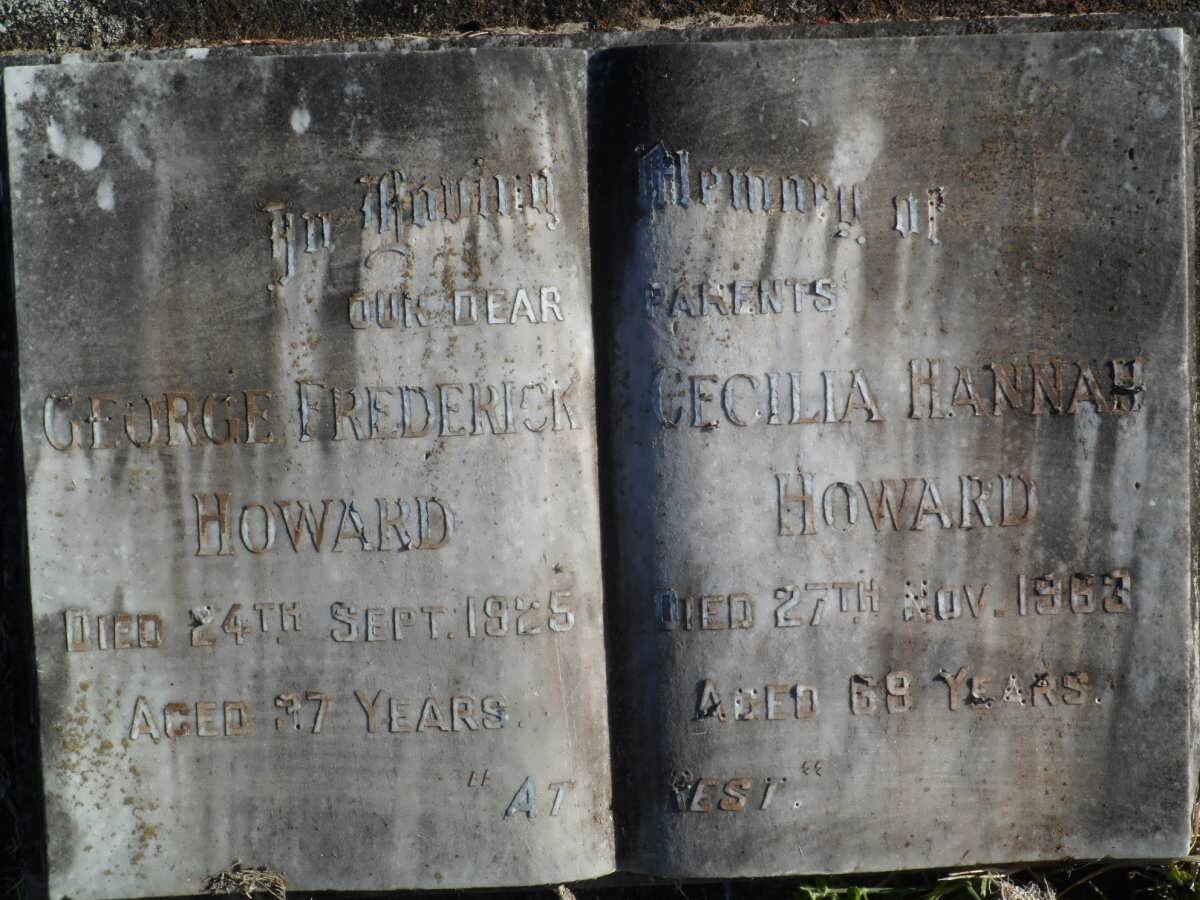 In Loving Memory of
OUR DEAR PARENTS
GEORGE FREDERICK
HOWARD
DIED 24TH SEPT. 1925
AGED 37 YEARS.
CECILIA HANNAH
HOWARD
DIED 27TH NOV. 1963
AGED 69 YEARS.
"AT REST."